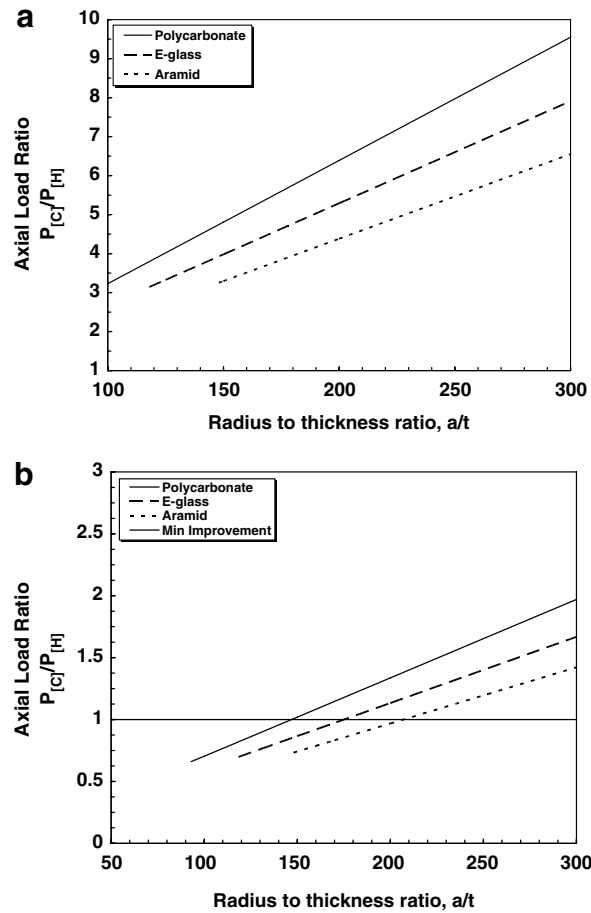 a
Polycarbonate
E-glass
Aramid
10
9
8
7
6
5
4
3
2
1
Axial Load Ratio
P[C]/P[H]
100
150
200
250
300
Radius to thickness ratio, a/t
b
Polycarbonate
E-glass
Aramid
Min Improvement
3
2.5
2
1.5
1
0.5
0
Axial Load Ratio
P[C]/P[H]
50
100
150
200
250
300
Radius to thickness ratio, a/t